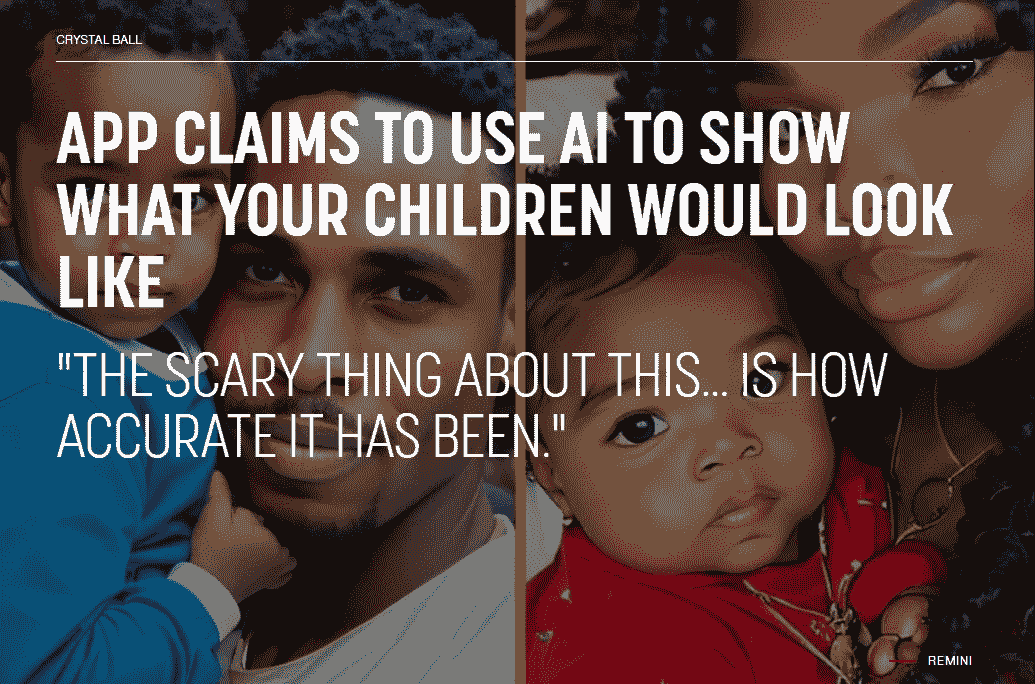 CRYSTAL BALL
APP CLAIMS TO USE AI TO SHOW
WHAT YOUR CHILDREN WOULD LOOK
LIKE
"THE SCARY THING ABOUT THIS... IS HOW
ACCURATE IT HAS BEEN."
REMINI